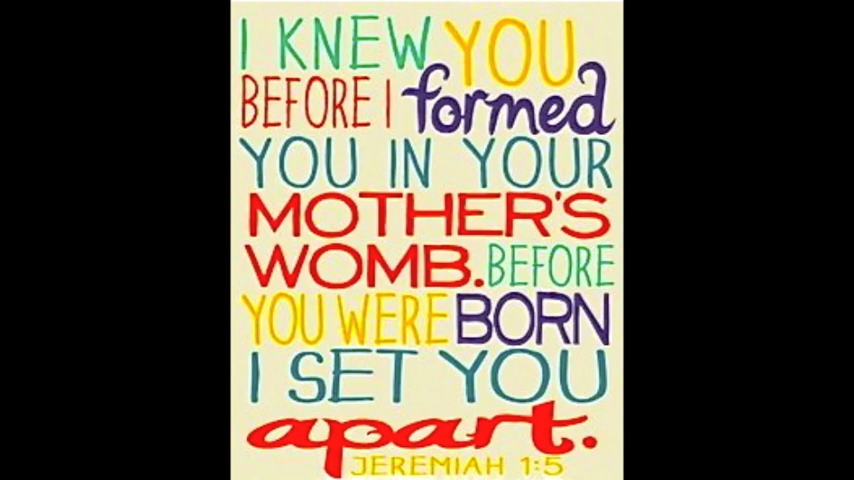 I KNEW YOU
BEFORE I formed
YOU IN YOUR
MOTHER'S
WOMB. BEFORE
YOU WERE BORN
I SET YOU
apart.
JEREMIAH 1:5